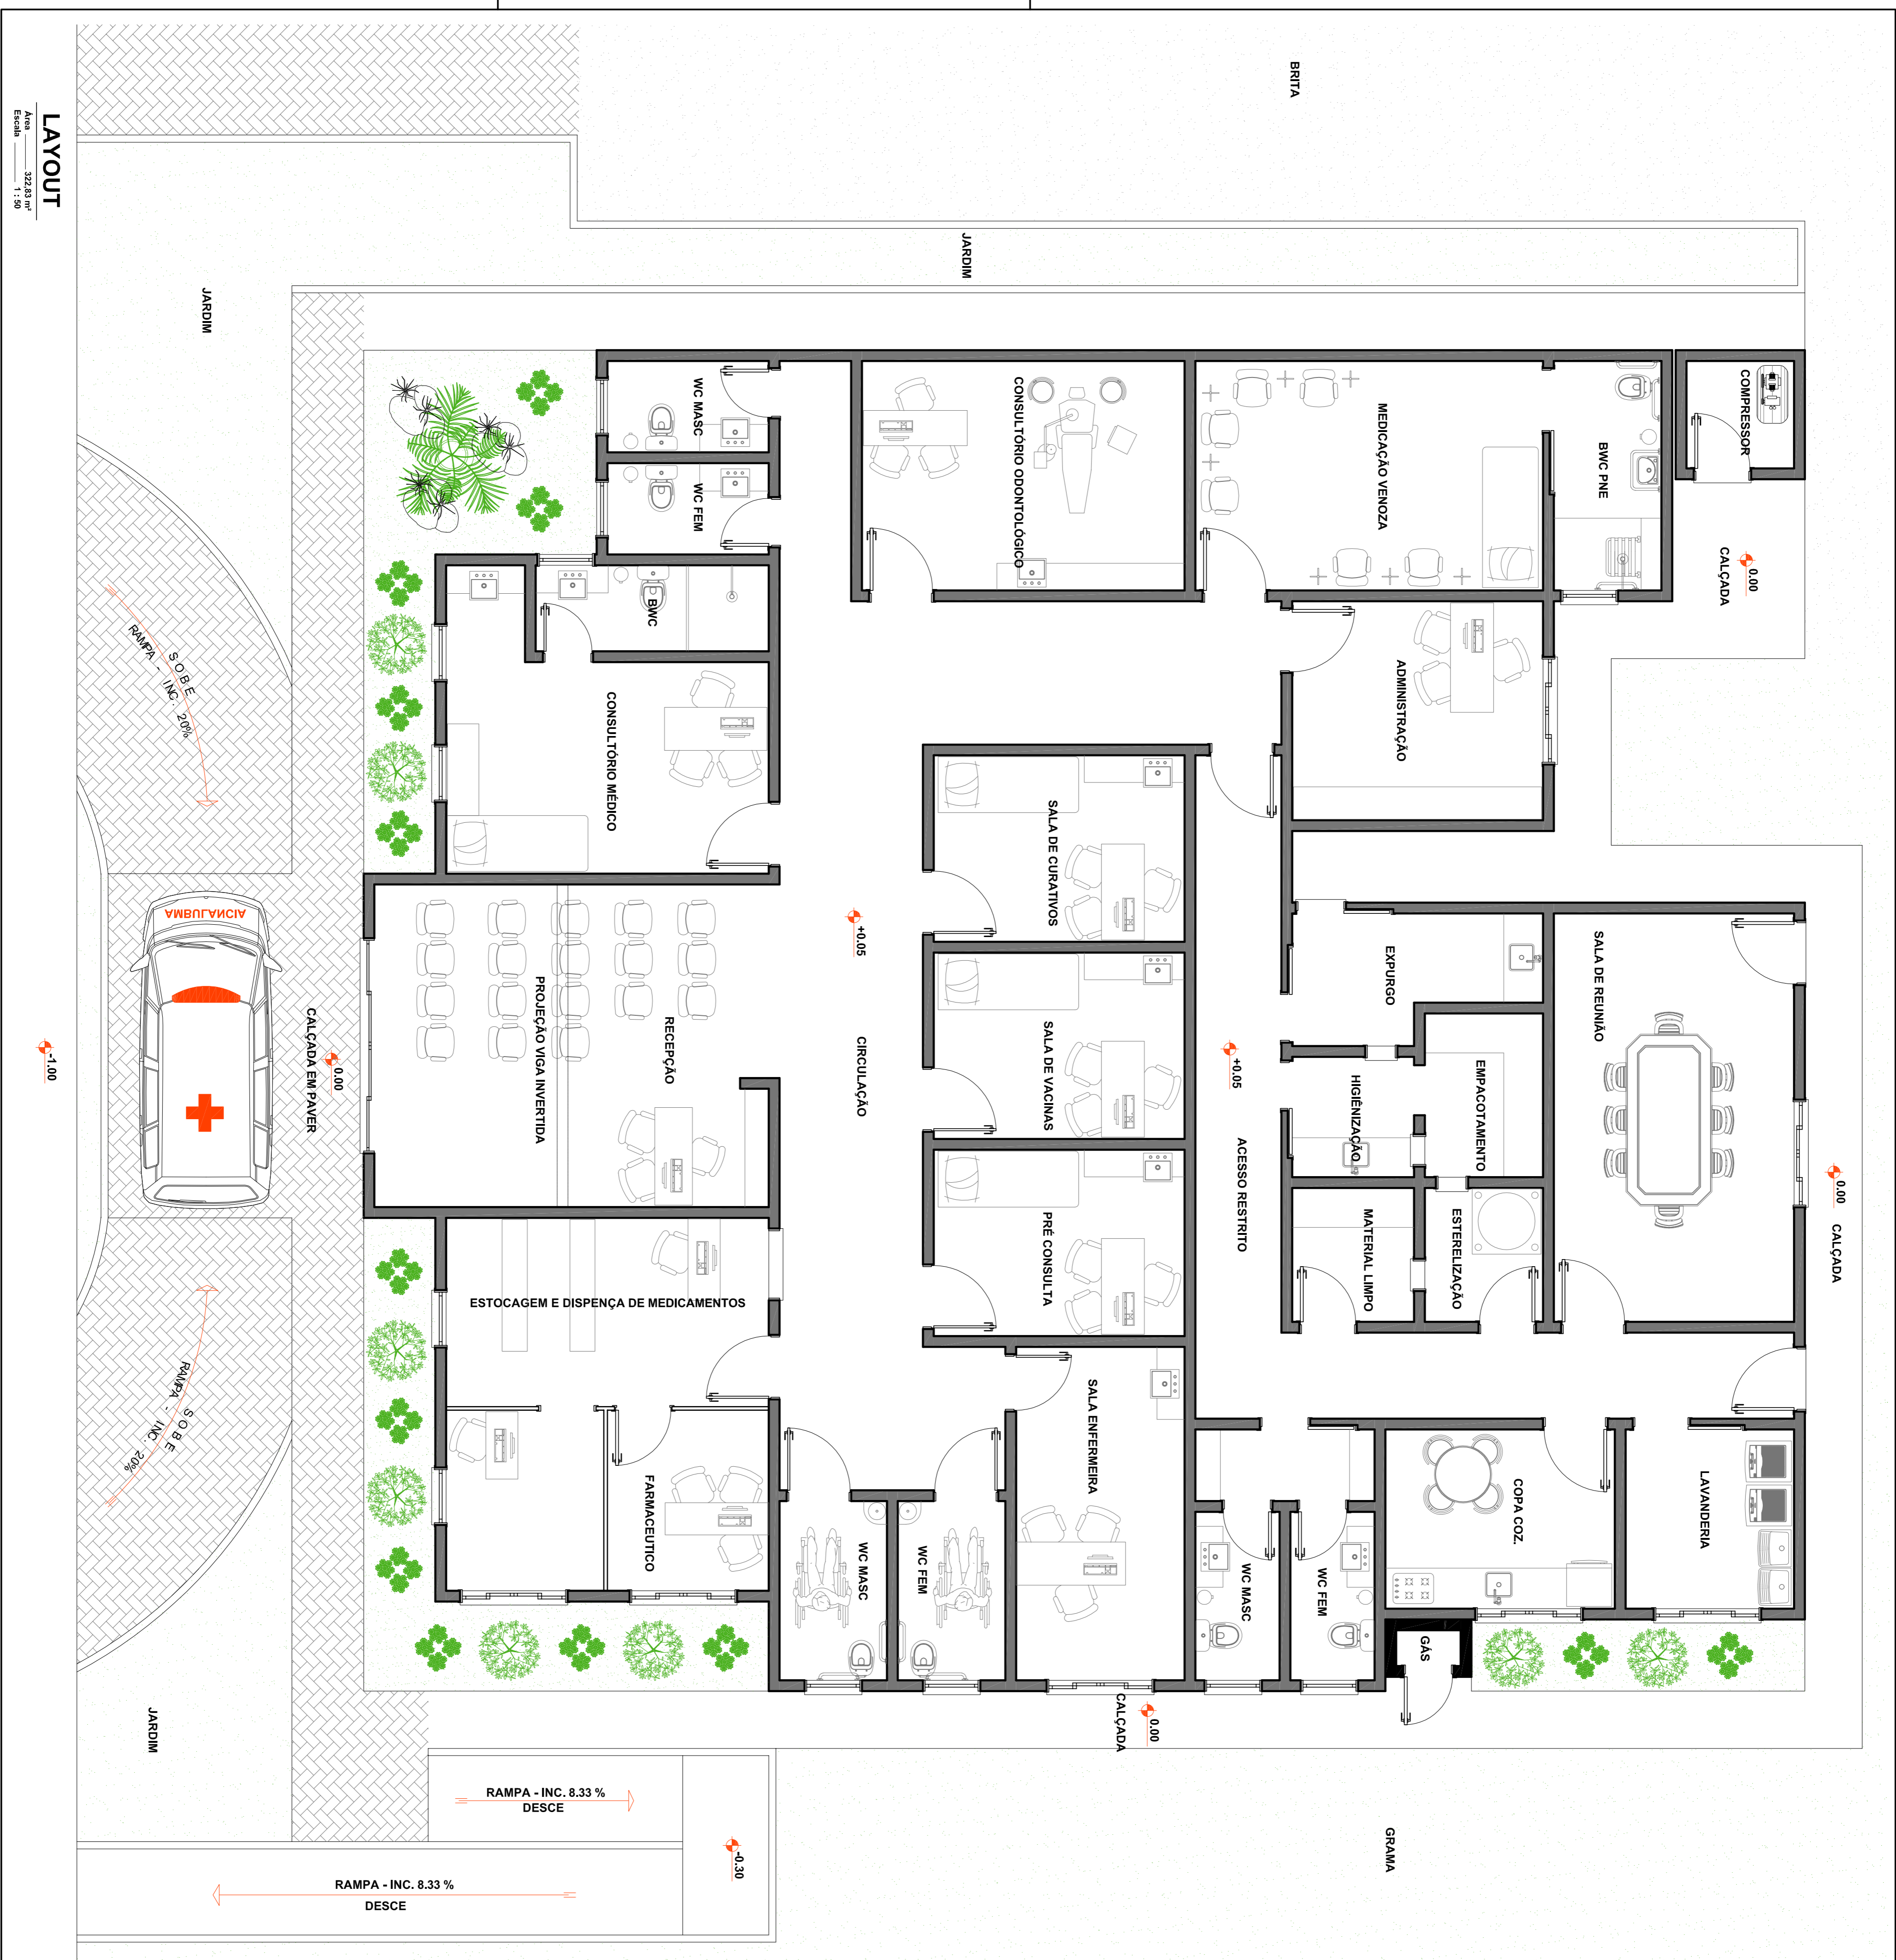 LAYOUT
Área 322,83 m²
Escala 1 : 50
BRITA
JARDIM
JARDIM
WC MASC
WC FEM
CONSULTÓRIO ODONTOLÓGICO
MEDICAÇÃO VENOZA
BWC PNE
COMPRESSOR
0.00
CALÇADA
BWC
CONSULTÓRIO MÉDICO
ADMINISTRAÇÃO
SOBE
RAMPA - INC. 20%
SALA DE CURATIVOS
SALA DE VACINAS
PRÉ CONSULTA
+0.05
CIRCULAÇÃO
RECEPÇÃO
PROJEÇÃO VIGA INVERTIDA
AMBULANCIA
0.00
CALÇADA EM PAVER
-1.00
+0.05
ACESSO RESTRITO
EXPURGO
HIGIÊNIZAÇÃO
EMPACOTAMENTO
SALA DE REUNIÃO
MATERIAL LIMPO
ESTERELIZAÇÃO
0.00
CALÇADA
ESTOCAGEM E DISPENÇA DE MEDICAMENTOS
FARMACEUTICO
SALA ENFERMEIRA
WC MASC
WC FEM
WC MASC
WC FEM
COPA COZ.
LAVANDERIA
GÁS
SOBE
RAMPA - INC. 20%
0.00
CALÇADA
JARDIM
RAMPA - INC. 8.33 %
DESCE
-0.30
RAMPA - INC. 8.33 %
DESCE
GRAMA